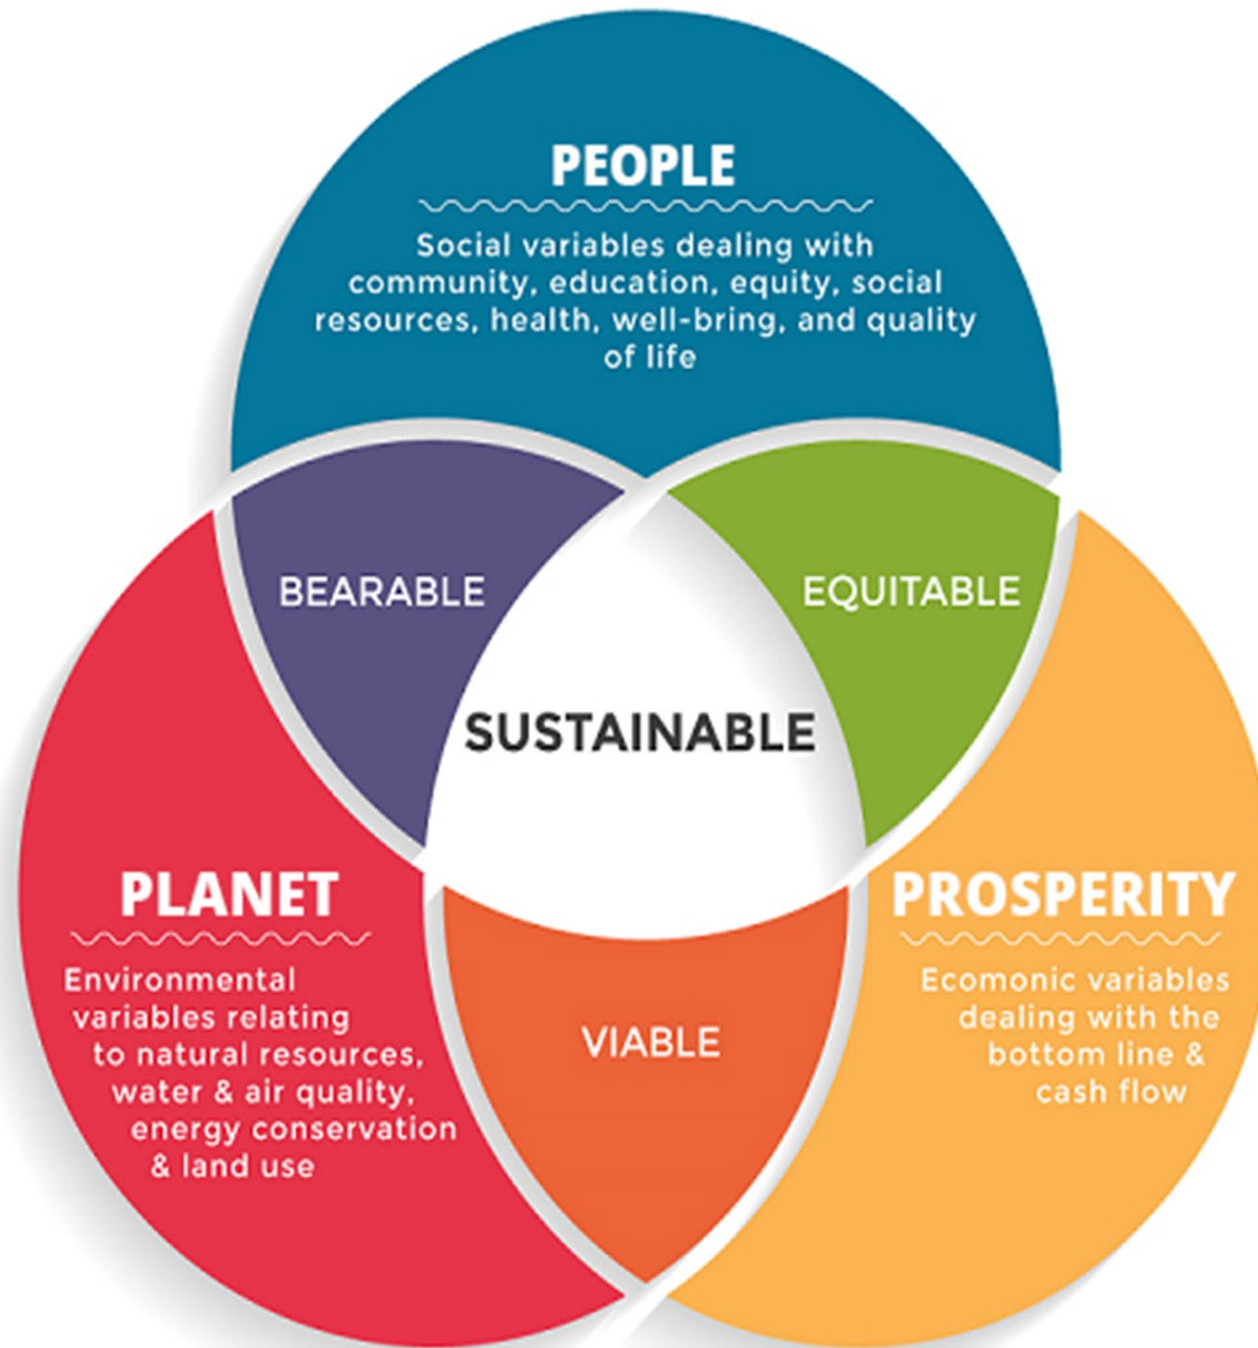 PEOPLE
Social variables dealing with
community, education, equity, social
resources, health, well-bring, and quality
of life
BEARABLE
EQUITABLE
SUSTAINABLE
PLANET
Environmental
variables relating
to natural resources,
water & air quality,
energy conservation
& land use
PROSPERITY
Ecomonic variables
dealing with the
bottom line &
cash flow
VIABLE